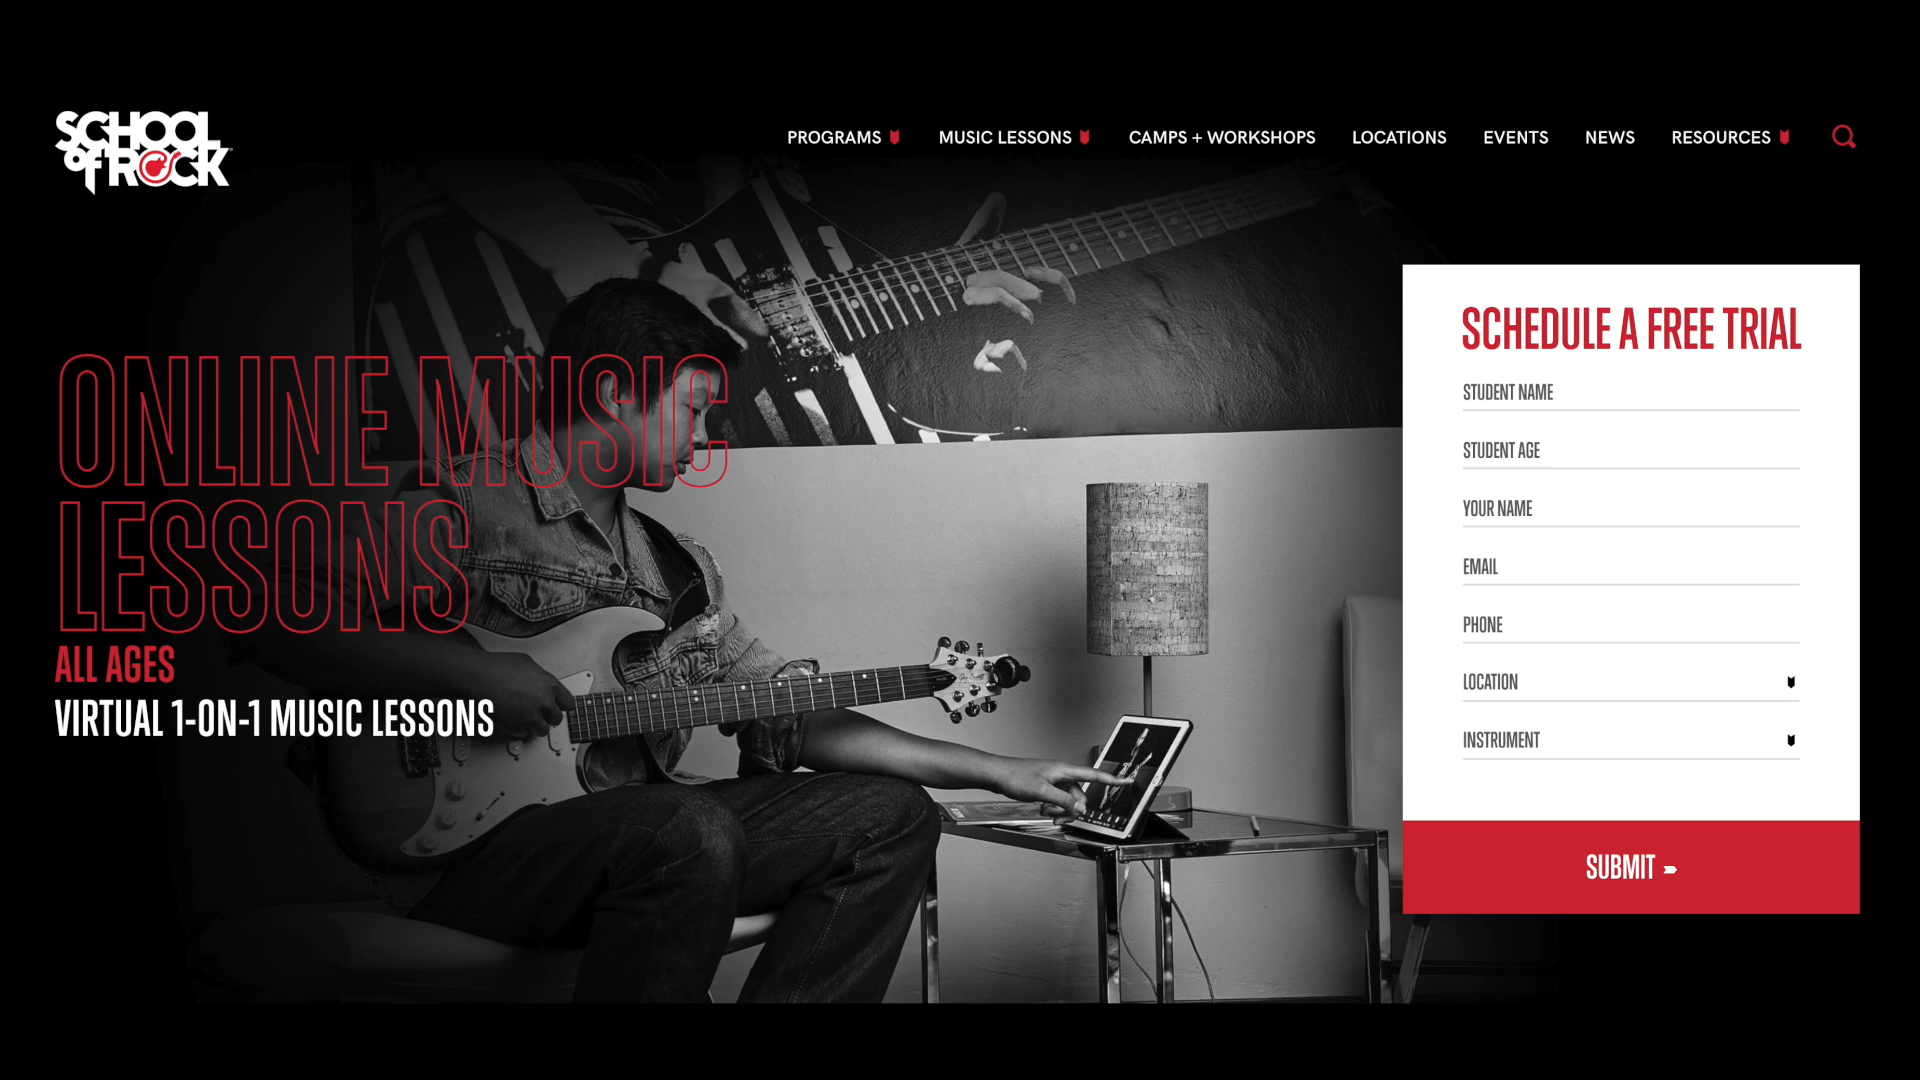 SCHOOL
of ROCK
PROGRAMS
MUSIC LESSONS
CAMPS + WORKSHOPS
LOCATIONS
EVENTS
NEWS
RESOURCES
ONLINE MUSIC
LESSONS
ALL AGES
VIRTUAL 1-ON-1 MUSIC LESSONS
SCHEDULE A FREE TRIAL
STUDENT NAME
STUDENT AGE
YOUR NAME
EMAIL
PHONE
LOCATION
INSTRUMENT
SUBMIT